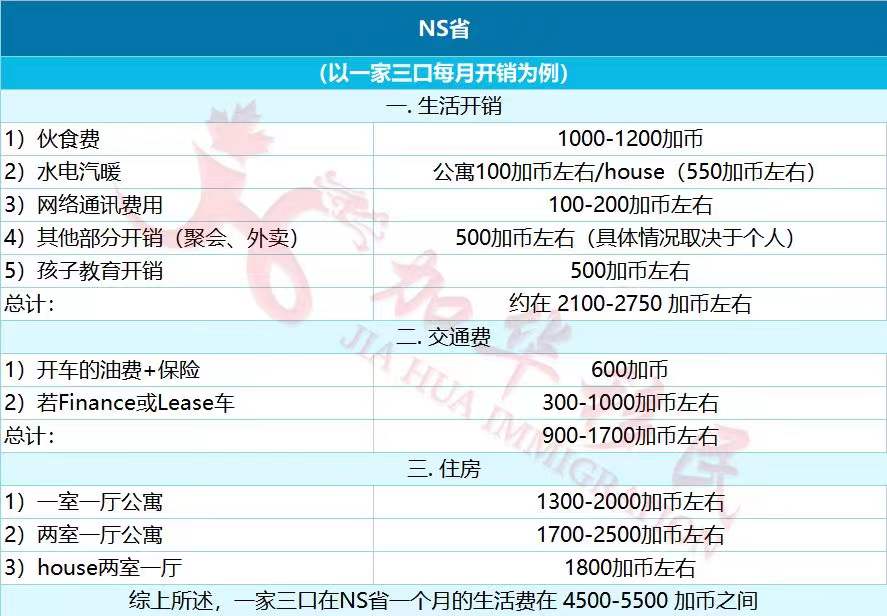 NS省
（以一家三口每月开销为例）
一. 生活开销
1）伙食费 1000-1200加币
2）水电汽暖 公寓100加币左右/house（550加币左右）
3）网络通讯费用 100-200加币左右
4）其他部分开销（聚会、外卖） 500加币左右（具体情况取决于个人）
5）孩子教育开销 500加币左右
总计： 约在 2100-2750 加币左右
二. 交通费
1）开车的油费+保险 600加币
2）若Finance或Lease车 300-1000加币左右
总计： 900-1700加币左右
三. 住房
1）一室一厅公寓 1300-2000加币左右
2）两室一厅公寓 1700-2500加币左右
3）house两室一厅 1800加币左右
综上所述，一家三口在NS省一个月的生活费在 4500-5500 加币之间
加华移民
JIA HUA IMMIGRATION